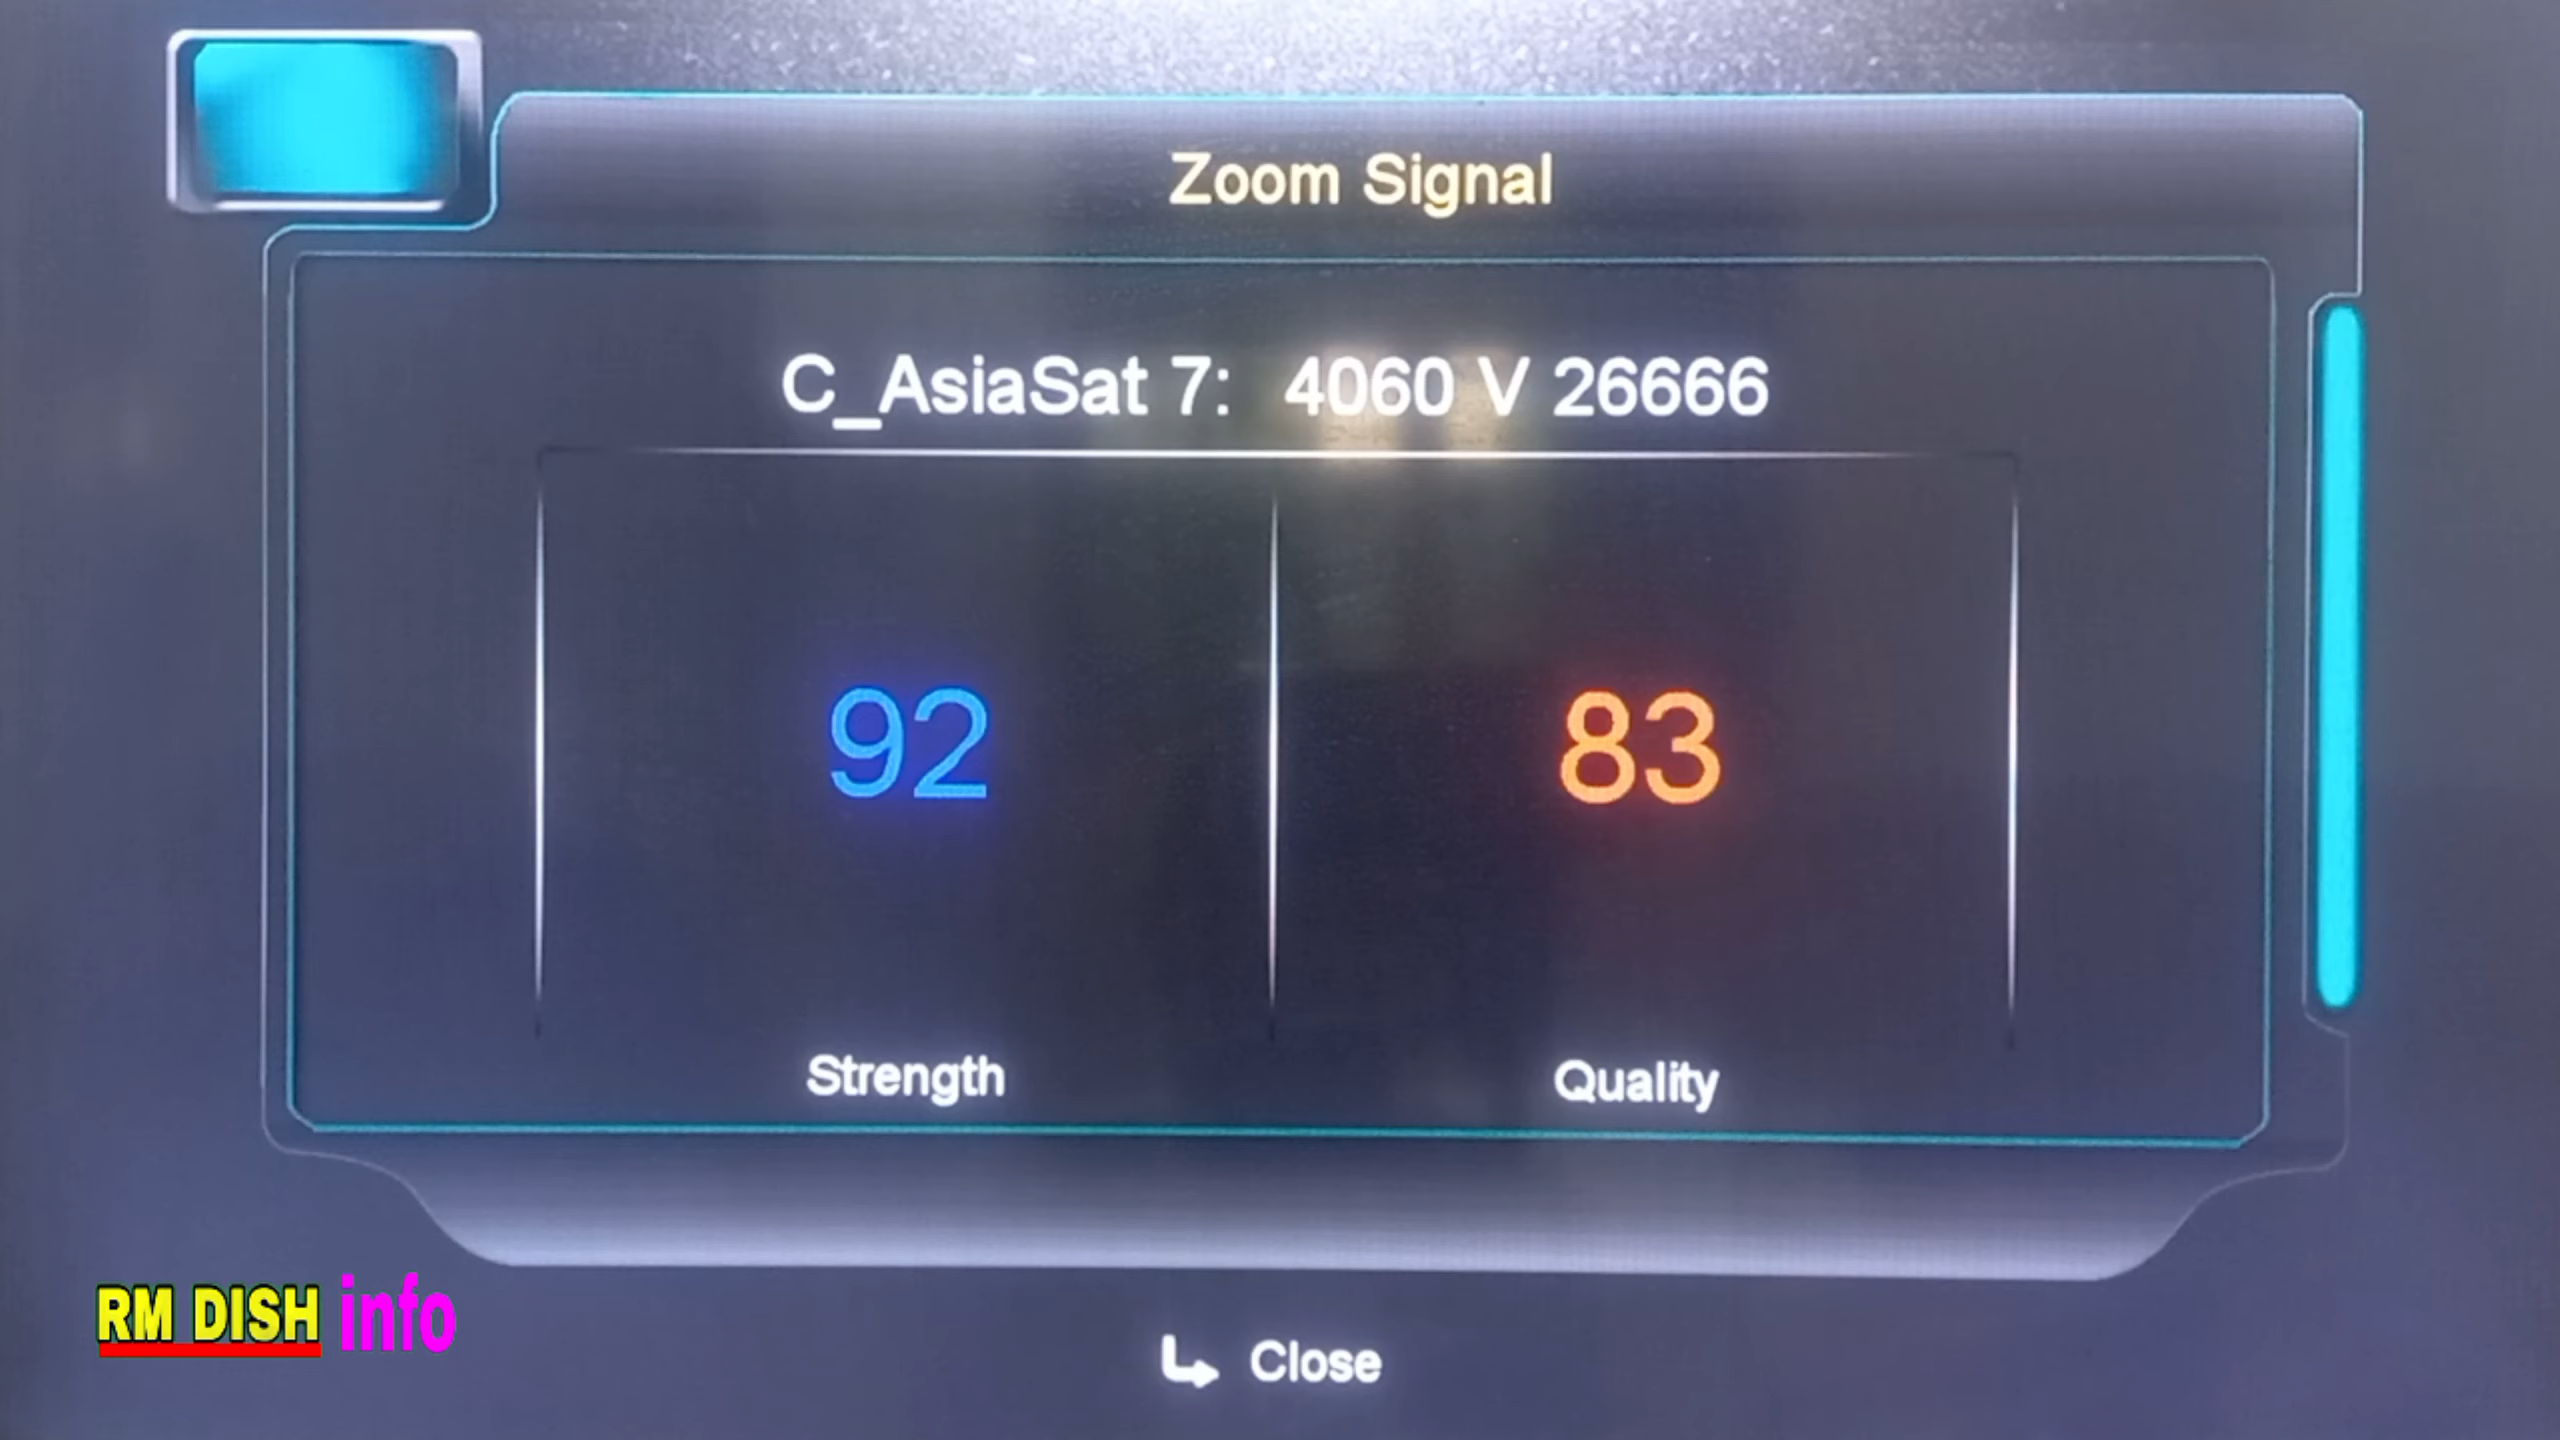 Zoom Signal
C_AsiaSat 7: 4060 V 26666
92
83
Strength
Quality
RM DISH info
Close